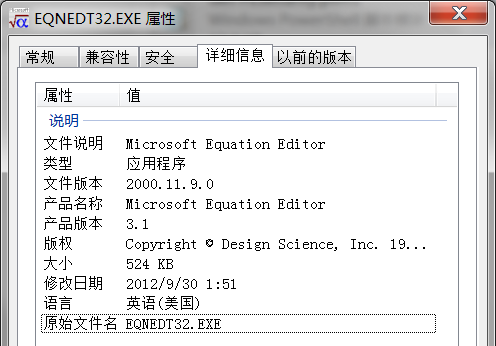 EQNEDT32.EXE 属性
常规 兼容性 安全 详细信息 以前的版本
属性 值
说明
文件说明 Microsoft Equation Editor
类型 应用程序
文件版本 2000.11.9.0
产品名称 Microsoft Equation Editor
产品版本 3.1
版权 Copyright © Design Science, Inc. 19...
大小 524 KB
修改日期 2012/9/30 1:51
语言 英语(美国)
原始文件名 EQNEDT32.EXE